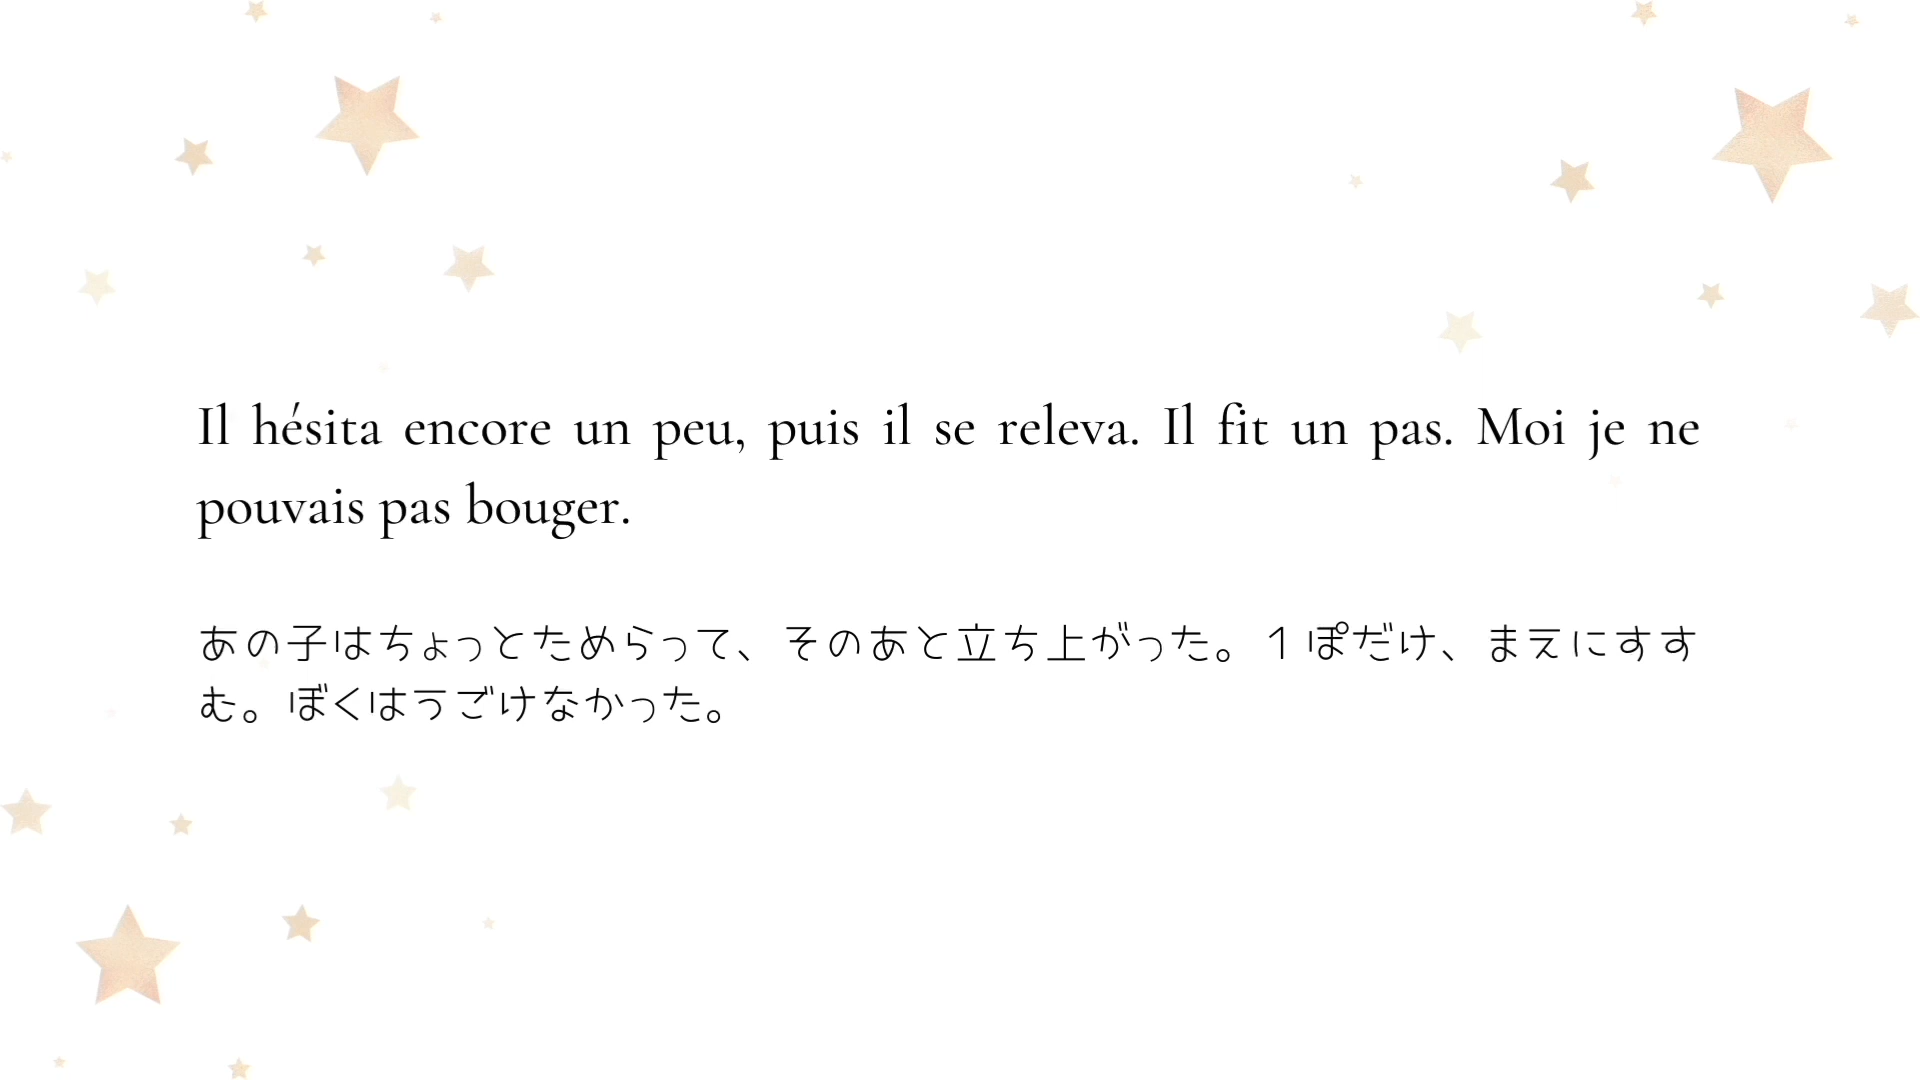 Il hésita encore un peu, puis il se releva. Il fit un pas. Moi je ne
pouvais pas bouger.
あの子はちょっとためらって、そのあと立ち上がった。１ぽだけ、まえにすす
む。ぼくはうごけなかった。